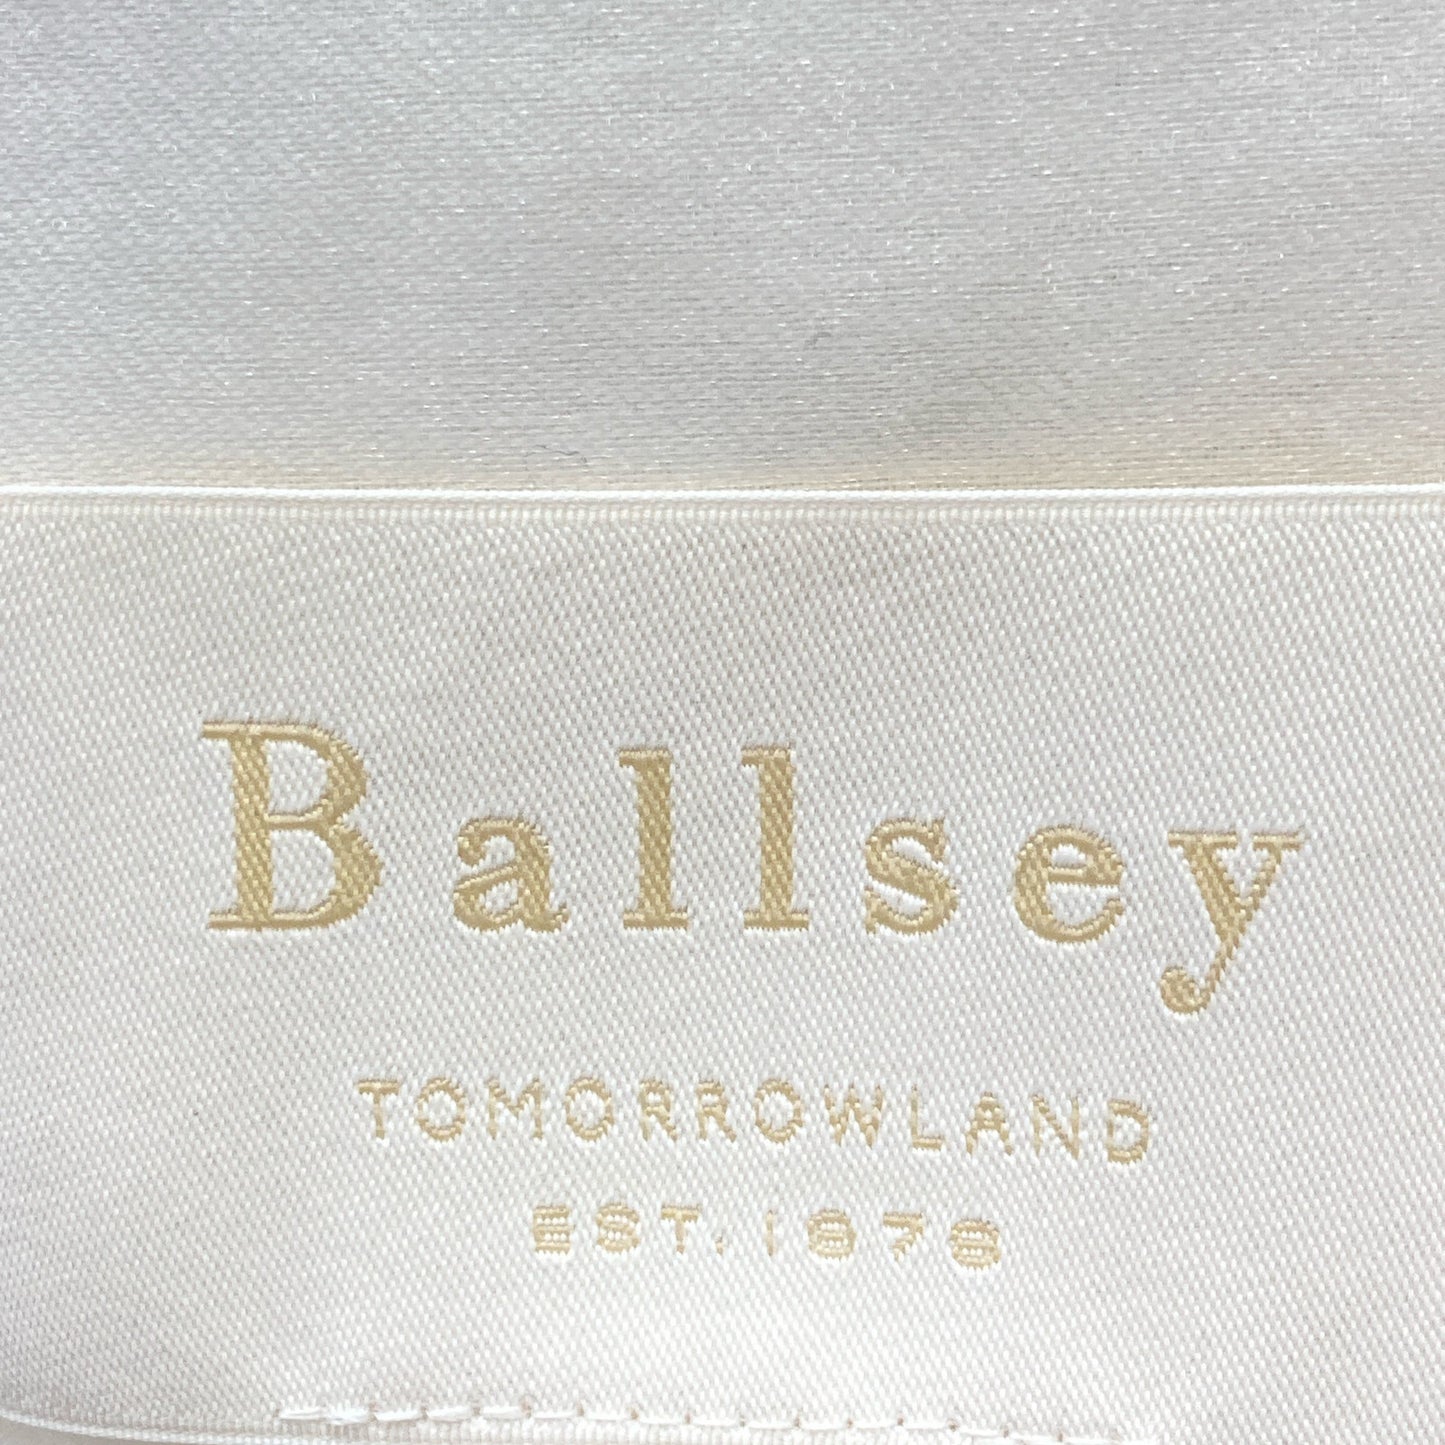 Ballsey
TOMORROWLAND
EST. 1978